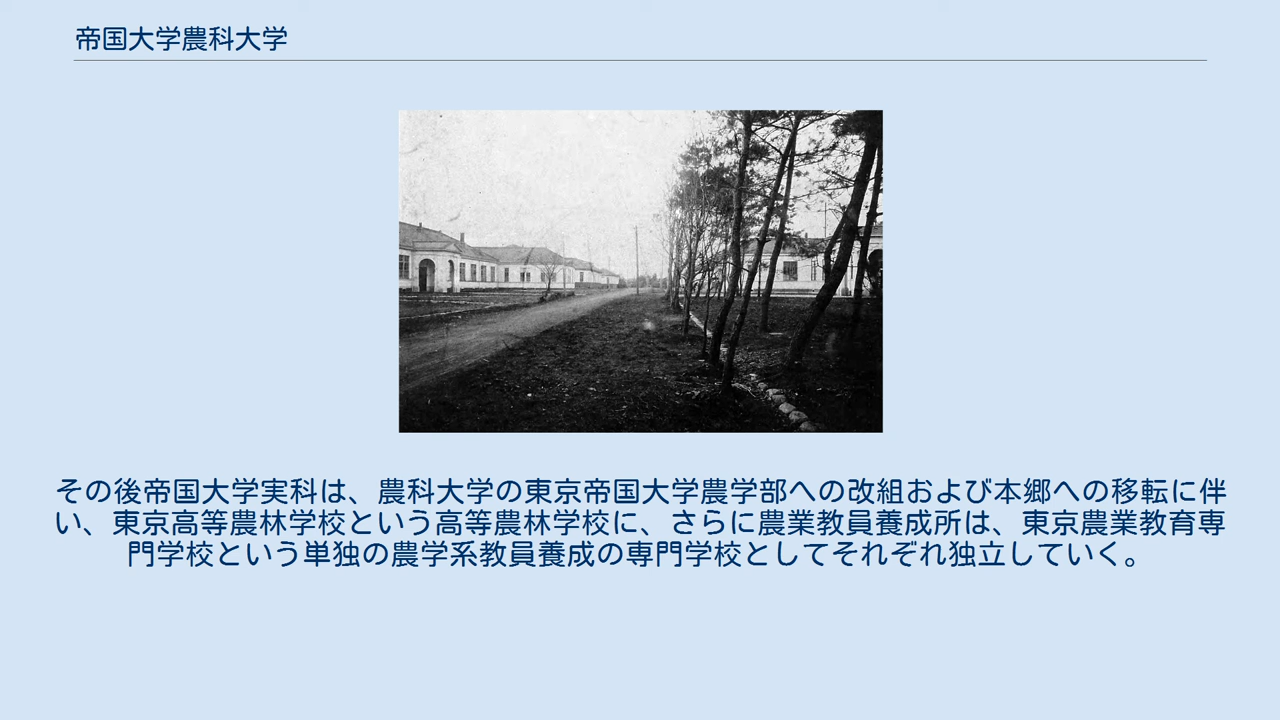 帝国大学農科大学
その後帝国大学実科は、農科大学の東京帝国大学農学部への改組および本郷への移転に伴
い、東京高等農林学校という高等農林学校に、さらに農業教員養成所は、東京農業教育専
門学校という単独の農学系教員養成の専門学校としてそれぞれ独立していく。